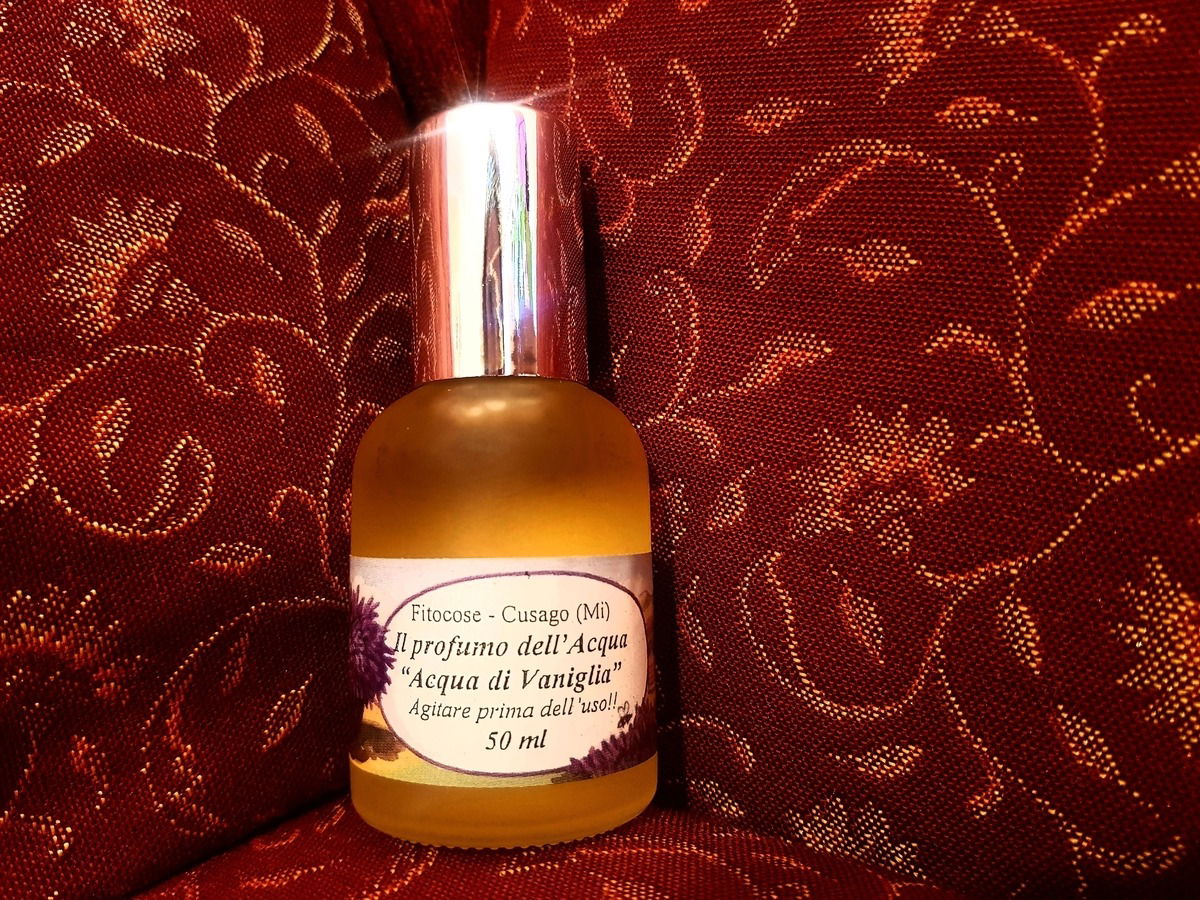 Fitocose - Cusago (Mi)
Il profumo dell'Acqua
“Acqua di Vaniglia”
Agitare prima dell'uso!!
50 ml